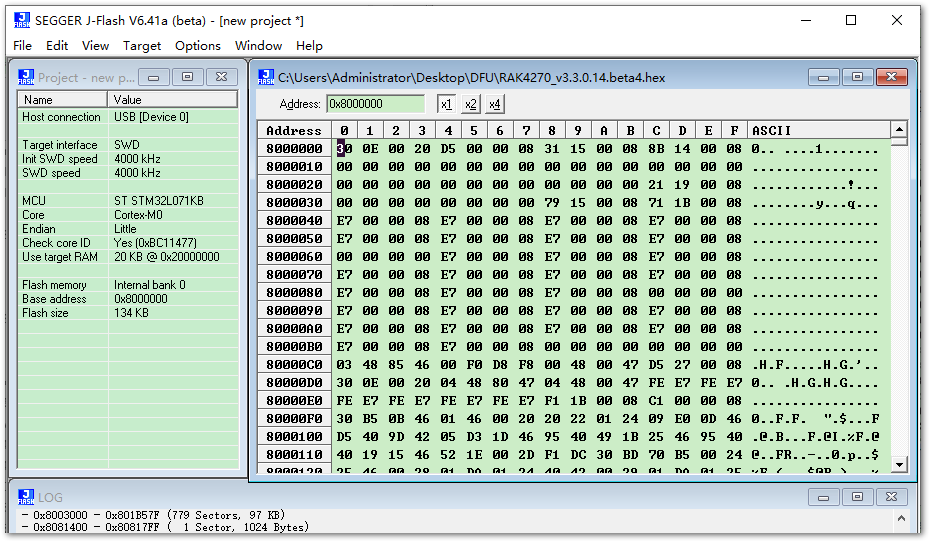 SEGGER J-Flash V6.41a (beta) - [new project *]
File Edit View Target Options Window Help
Project - new p...
Name Value
Host connection USB [Device 0]
Target interface SWD
Init SWD speed 4000 kHz
SWD speed 4000 kHz
MCU ST STM32L071KB
Core Cortex-M0
Endian Little
Check core ID Yes (0xBC11477)
Use target RAM 20 KB @ 0x20000000
Flash memory Internal bank 0
Base address 0x8000000
Flash size 134 KB
C:\Users\Administrator\Desktop\DFU\RAK4270_v3.3.0.14.beta4.hex
Address: 0x8000000 x1 x2 x4
Address 0 1 2 3 4 5 6 7 8 9 A B C D E F ASCII
8000000 30 0E 00 20 D5 00 00 08 31 15 00 08 8B 14 00 08 0.. ....1.......
8000010 00 00 00 00 00 00 00 00 00 00 00 00 00 00 00 00 ................
8000020 00 00 00 00 00 00 00 00 00 00 00 00 21 19 00 08 ............!...
8000030 00 00 00 00 00 00 00 00 79 15 00 08 71 1B 00 08 ........y...q...
8000040 E7 00 00 08 E7 00 00 08 E7 00 00 08 E7 00 00 08 ................
8000050 E7 00 00 08 E7 00 00 08 E7 00 00 08 E7 00 00 08 ................
8000060 E7 00 00 08 E7 00 00 08 E7 00 00 08 00 00 00 00 ................
8000070 E7 00 00 08 E7 00 00 08 E7 00 00 08 E7 00 00 08 ................
8000080 E7 00 00 08 E7 00 00 08 E7 00 00 08 00 00 00 00 ................
8000090 E7 00 00 08 E7 00 00 08 E7 00 00 08 E7 00 00 08 ................
80000A0 E7 00 00 08 E7 00 00 08 E7 00 00 08 E7 00 00 08 ................
80000B0 E7 00 00 08 E7 00 00 08 00 00 00 00 00 00 00 00 ................
80000C0 03 48 85 46 00 F0 D8 F8 00 48 00 47 D5 27 00 08 .H.F.....H.G.'..
80000D0 30 0E 00 20 04 48 80 47 04 48 00 47 FE E7 FE E7 0.. .H.G.H.G....
80000E0 FE E7 FE E7 FE E7 FE E7 F1 1B 00 08 C1 00 00 08 ................
80000F0 30 B5 0B 46 01 46 00 20 20 22 01 24 09 E0 0D 46 0..F.F.  ".$...F
8000100 D5 40 9D 42 05 D3 1D 46 95 40 49 1B 25 46 95 40 .@.B...F.@I.%F.@
8000110 40 19 15 46 52 1E 00 2D F1 DC 30 BD 70 B5 00 24 @..FR..-..0.p..$
LOG
- 0x8003000 - 0x801B57F (779 Sectors, 97 KB)
- 0x8081400 - 0x80817FF ( 1 Sector, 1024 Bytes)